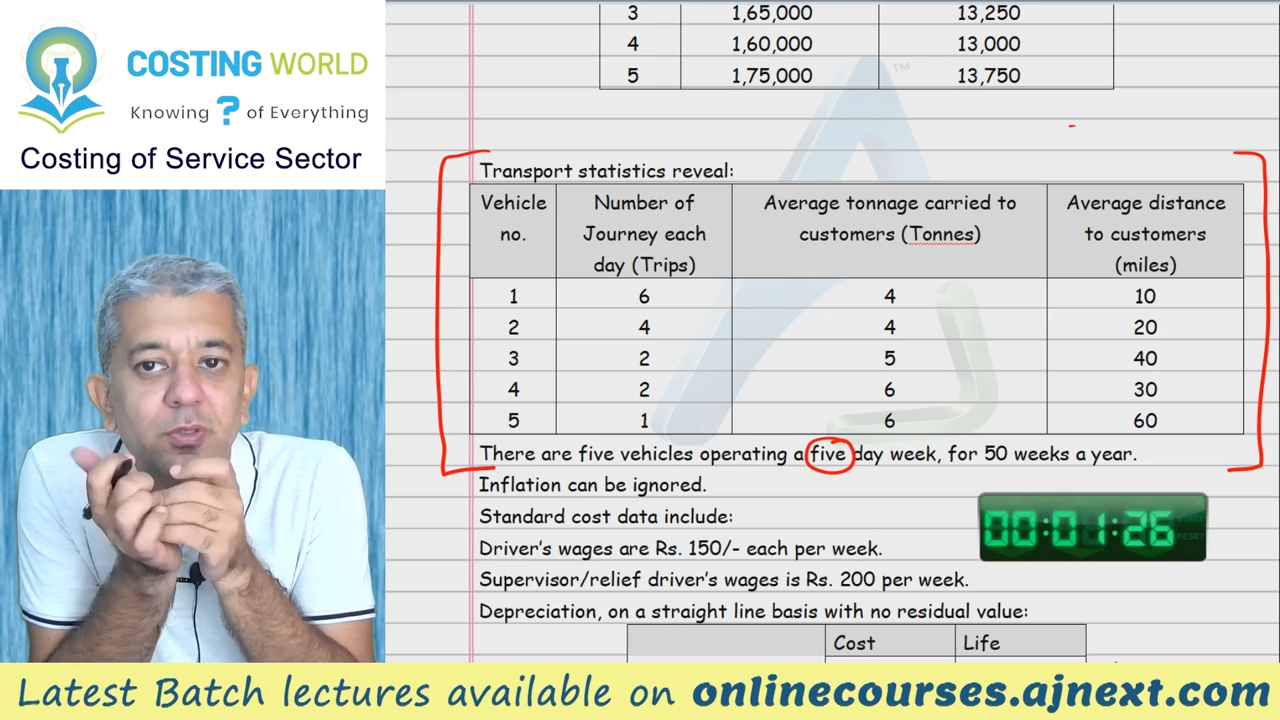 COSTING WORLD
Knowing ? of Everything
Costing of Service Sector
3 1,65,000 13,250
4 1,60,000 13,000
5 1,75,000 13,750
TM
Transport statistics reveal:
Vehicle no. Number of Journey each day (Trips) Average tonnage carried to customers (Tonnes) Average distance to customers (miles)
1 6 4 10
2 4 4 20
3 2 5 40
4 2 6 30
5 1 6 60
There are five vehicles operating a five day week, for 50 weeks a year.
Inflation can be ignored.
Standard cost data include:
00:01:26
Driver's wages are Rs. 150/- each per week.
Supervisor/relief driver's wages is Rs. 200 per week.
Depreciation, on a straight line basis with no residual value:
Cost Life
Latest Batch lectures available on onlinecourses.ajnext.com